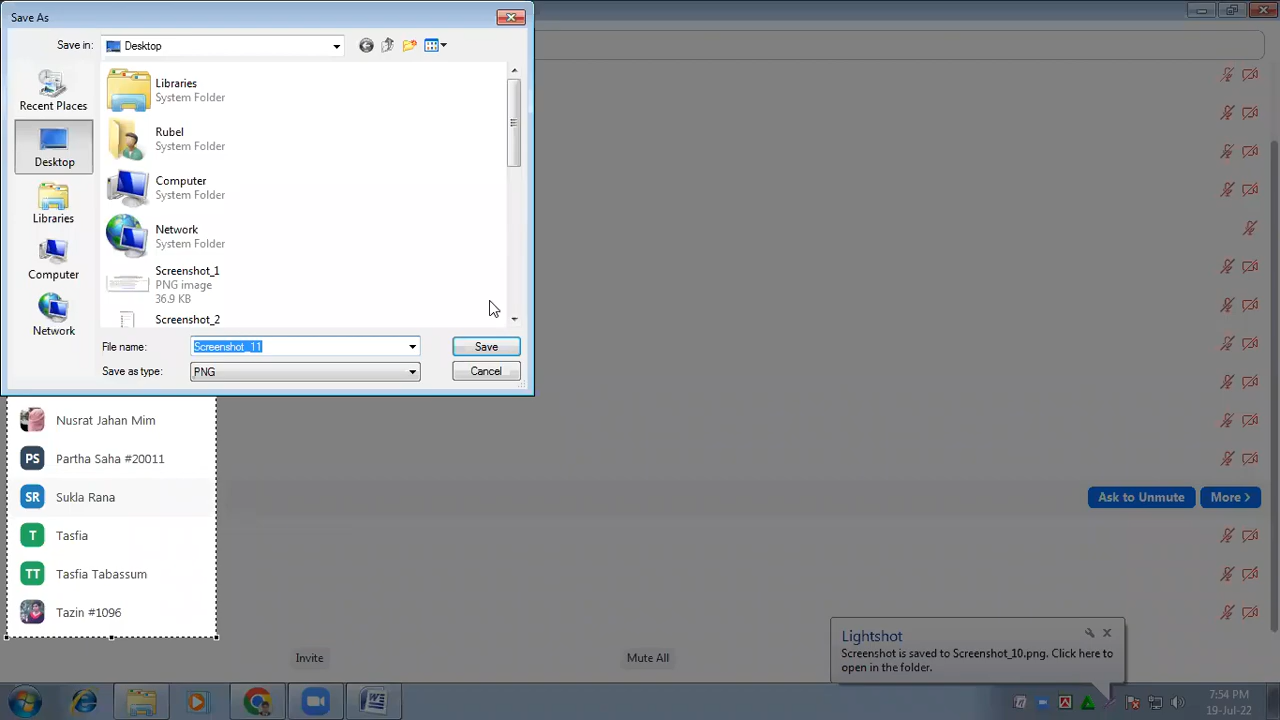 Save As
Save in:
Desktop
Recent Places
Desktop
Libraries
Computer
Network
Libraries
System Folder
Rubel
System Folder
Computer
System Folder
Network
System Folder
Screenshot_1
PNG image
36.9 KB
Screenshot_2
File name:
Screenshot_11
Save
Save as type:
PNG
Cancel
Nusrat Jahan Mim
PS Partha Saha #20011
SR Sukla Rana
Ask to Unmute
More >
T Tasfia
TT Tasfia Tabassum
Tazin #1096
Invite
Mute All
Lightshot
Screenshot is saved to Screenshot_10.png. Click here to
open in the folder.
7:54 PM
19-Jul-22